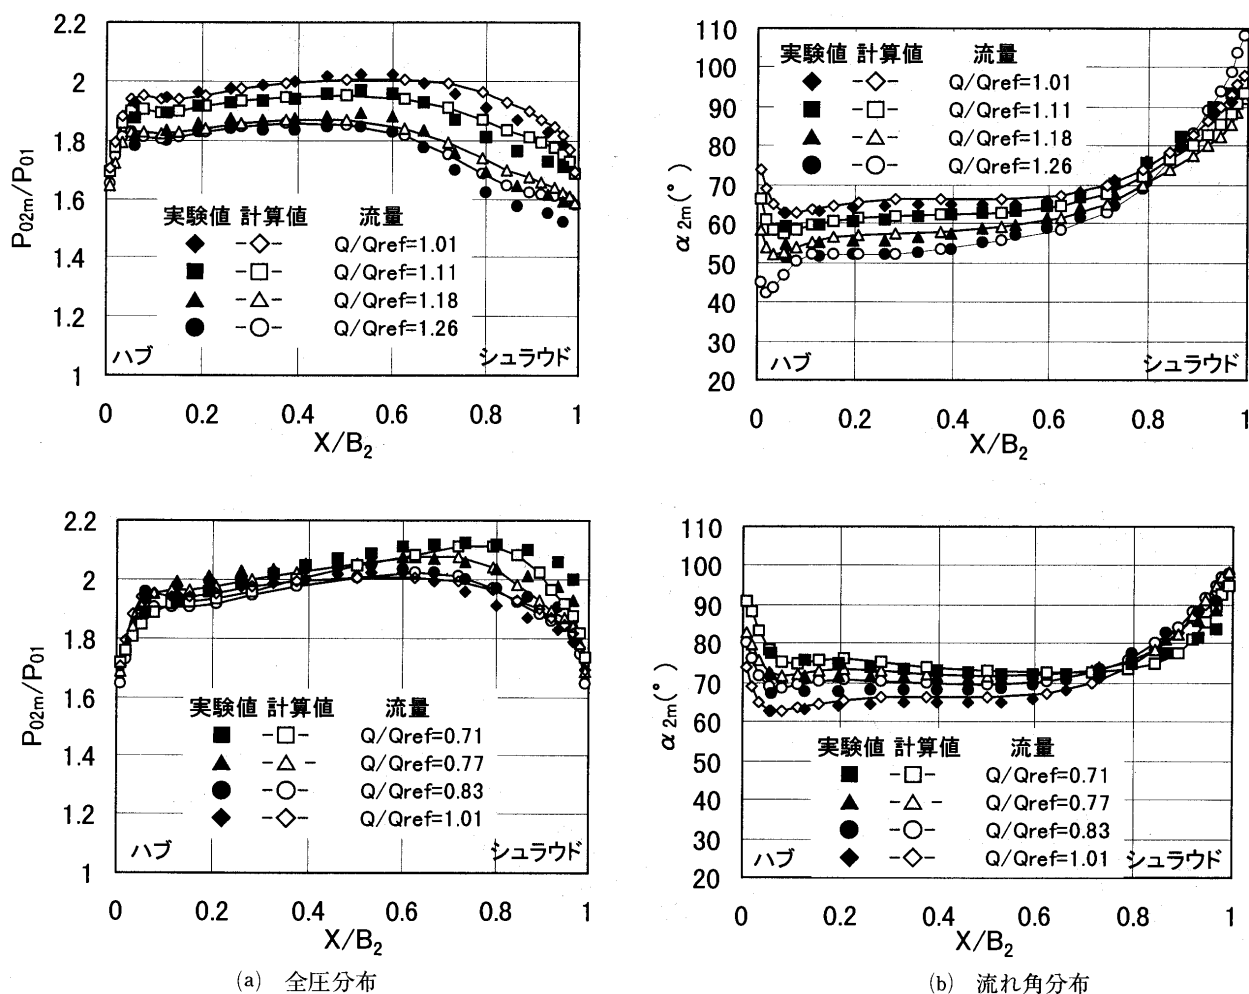 2.2
2
1.8
1.6
1.4
1.2
1
P02m/P01
実験値 計算値 流量
Q/Qref=1.01
Q/Qref=1.11
Q/Qref=1.18
Q/Qref=1.26
ハブ シュラウド
0 0.2 0.4 0.6 0.8 1
X/B2
110
100
90
80
70
60
50
40
30
20
α2m(°)
実験値 計算値 流量
Q/Qref=1.01
Q/Qref=1.11
Q/Qref=1.18
Q/Qref=1.26
ハブ シュラウド
0 0.2 0.4 0.6 0.8 1
X/B2
2.2
2
1.8
1.6
1.4
1.2
1
P02m/P01
実験値 計算値 流量
Q/Qref=0.71
Q/Qref=0.77
Q/Qref=0.83
Q/Qref=1.01
ハブ シュラウド
0 0.2 0.4 0.6 0.8 1
X/B2
(a) 全圧分布
110
100
90
80
70
60
50
40
30
20
α2m(°)
実験値 計算値 流量
Q/Qref=0.71
Q/Qref=0.77
Q/Qref=0.83
Q/Qref=1.01
ハブ シュラウド
0 0.2 0.4 0.6 0.8 1
X/B2
(b) 流れ角分布